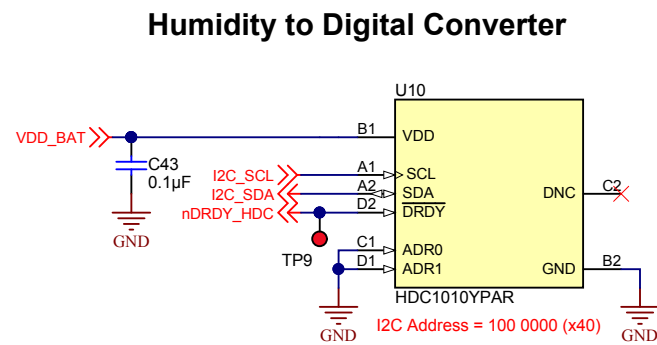 Humidity to Digital Converter
U10
VDD_BAT
B1
VDD
C43
0.1µF
GND
I2C_SCL
A1
SCL
I2C_SDA
A2
SDA
nDRDY_HDC
D2
DRDY
DNC
C2
TP9
C1
ADR0
D1
ADR1
GND
B2
HDC1010YPAR
GND
I2C Address = 100 0000 (x40)
GND